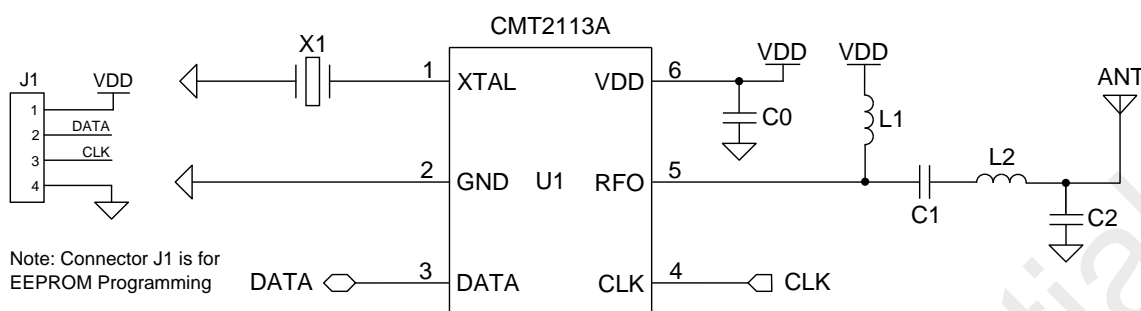 CMT2113A
X1
VDD
VDD
ANT
J1
VDD
1
XTAL
VDD
6
C0
L1
1
2
DATA
3
CLK
4
L2
2
GND
U1
RFO
5
C1
C2
Note: Connector J1 is for
EEPROM Programming
DATA
3
DATA
CLK
4
CLK